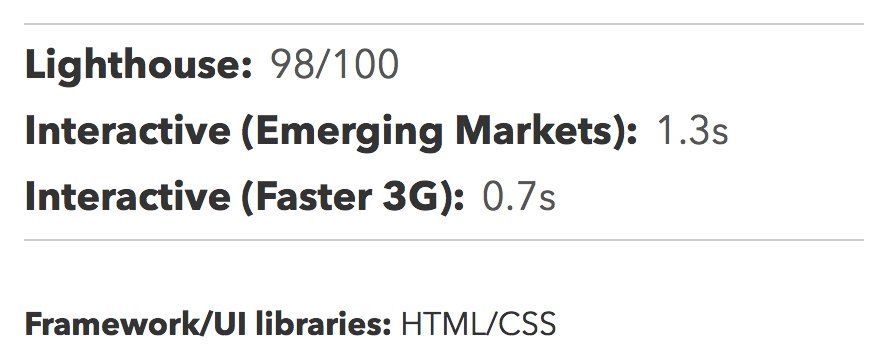 Lighthouse: 98/100
Interactive (Emerging Markets): 1.3s
Interactive (Faster 3G): 0.7s
Framework/UI libraries: HTML/CSS